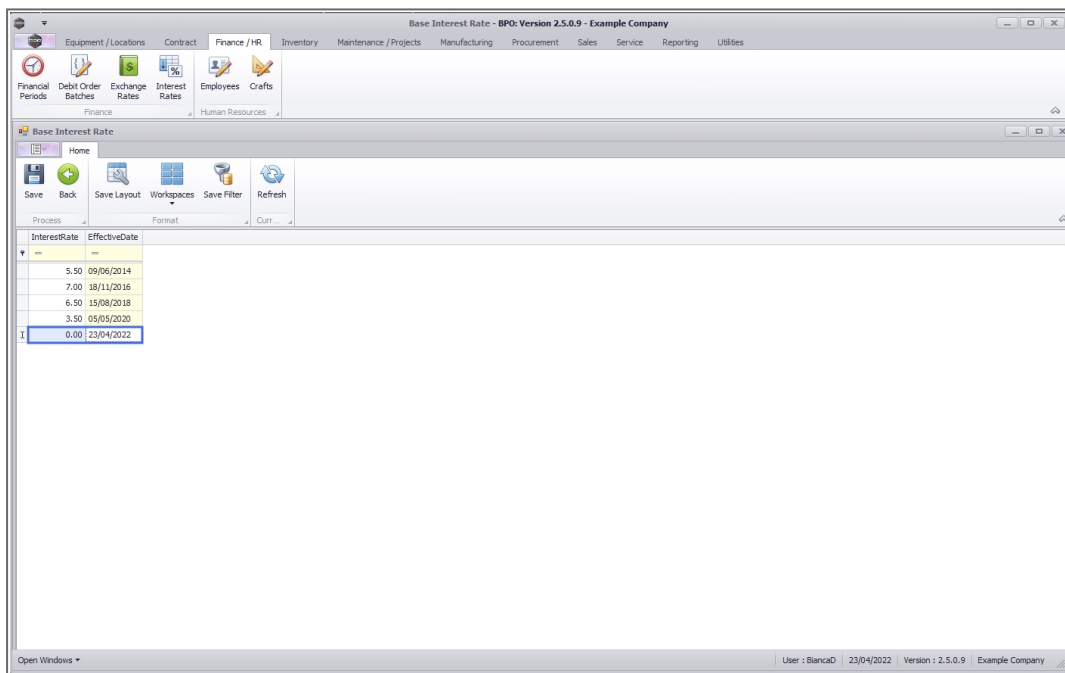 Base Interest Rate - BPO: Version 2.5.0.9 - Example Company
Equipment / Locations Contract Finance / HR Inventory Maintenance / Projects Manufacturing Procurement Sales Service Reporting Utilities
Financial Periods Debit Order Batches Exchange Rates Interest Rates Employees Crafts
Finance Human Resources
Base Interest Rate
Home
Save Back Save Layout Workspaces Save Filter Refresh
Process Format Curr...
InterestRate EffectiveDate
= =
5.50 09/06/2014
7.00 18/11/2016
6.50 15/08/2018
3.50 05/05/2020
0.00 23/04/2022
Open Windows User : BiancaD 23/04/2022 Version : 2.5.0.9 Example Company